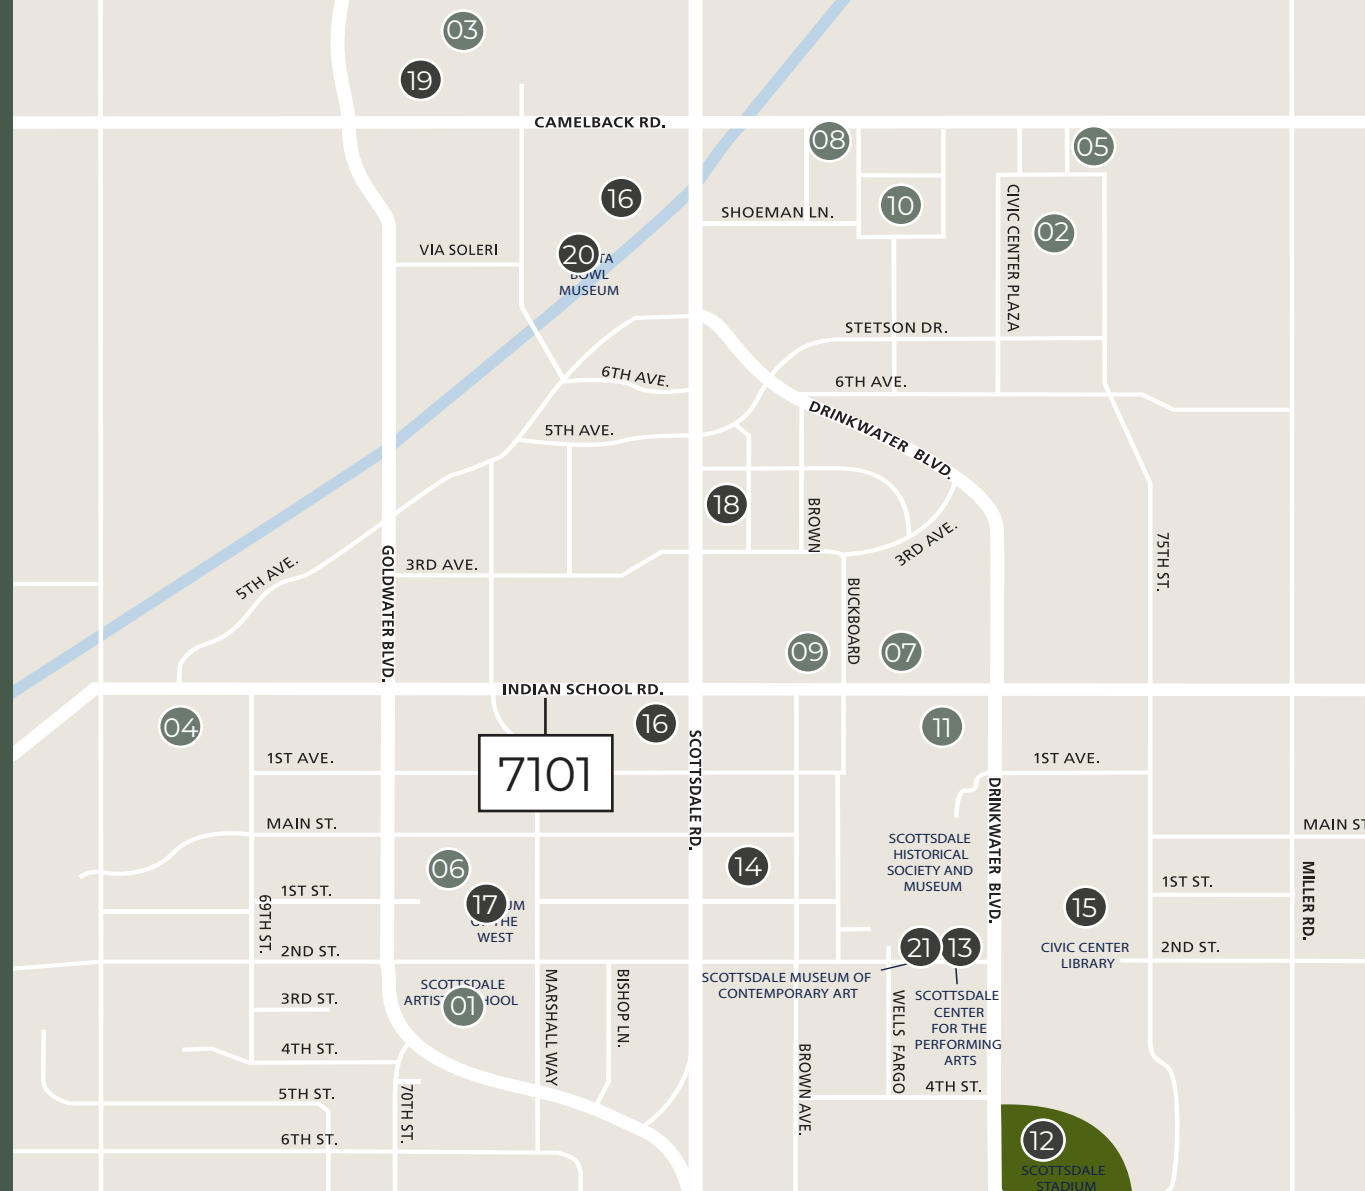 03
19
CAMELBACK RD.
08
05
16
10
SHOEMAN LN.
CIVIC CENTER PLAZA
02
VIA SOLERI
20
BOWL
MUSEUM
STETSON DR.
6TH AVE.
6TH AVE.
DRINKWATER BLVD.
5TH AVE.
18
BROWN
3RD AVE.
75TH ST.
5TH AVE.
GOLDWATER BLVD.
3RD AVE.
BUCKBOARD
09
07
INDIAN SCHOOL RD.
04
16
11
SCOTTSDALE RD.
7101
1ST AVE.
1ST AVE.
DRINKWATER BLVD.
MAIN ST.
MAIN ST
SCOTTSDALE
HISTORICAL
SOCIETY AND
MUSEUM
06
14
MILLER RD.
1ST ST.
1ST ST.
69TH ST.
17
THE
WEST
15
CIVIC CENTER
LIBRARY
21
13
2ND ST.
2ND ST.
SCOTTSDALE MUSEUM OF
CONTEMPORARY ART
SCOTTSDALE
01
MARSHALL WAY
BISHOP LN.
WELLS FARGO
SCOTTSDALE
CENTER
FOR THE
PERFORMING
ARTS
3RD ST.
4TH ST.
BROWN AVE.
4TH ST.
5TH ST.
70TH ST.
6TH ST.
12
SCOTTSDALE
STADIUM